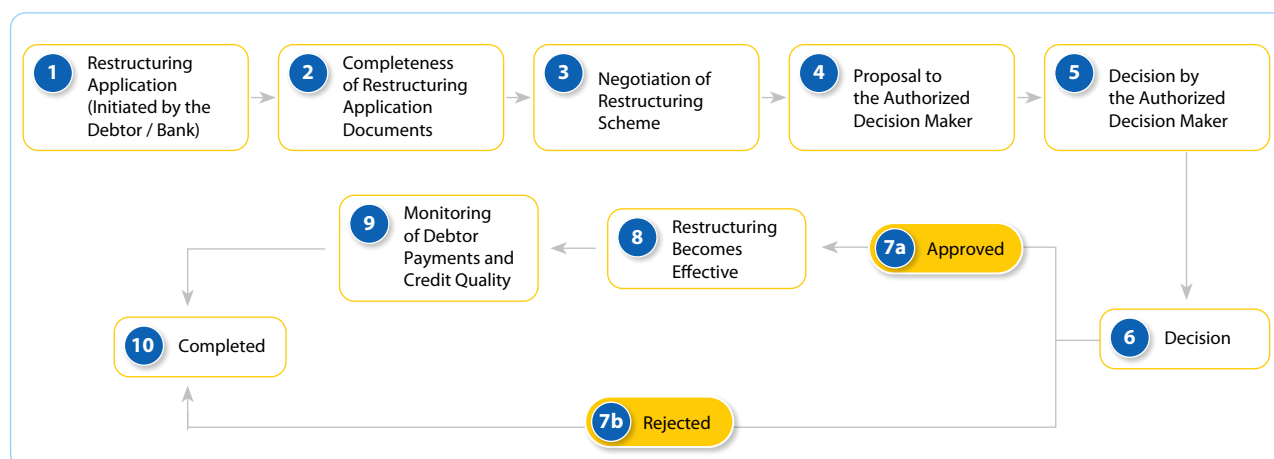 1
Restructuring
Application
(Initiated by the
Debtor / Bank)
2
Completeness
of Restructuring
Application
Documents
3
Negotiation of
Restructuring
Scheme
4
Proposal to
the Authorized
Decision Maker
5
Decision by
the Authorized
Decision Maker
6
Decision
7a
Approved
8
Restructuring
Becomes
Effective
9
Monitoring
of Debtor
Payments and
Credit Quality
7b
Rejected
10
Completed